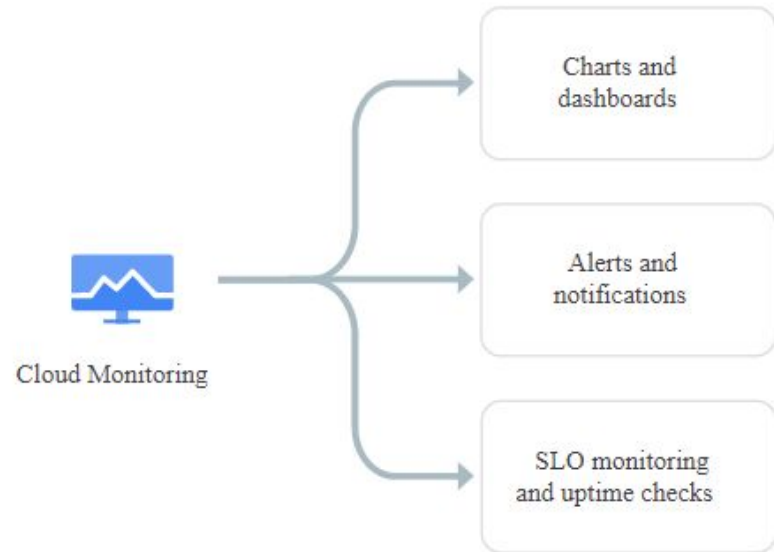 Charts and
dashboards
Alerts and
notifications
Cloud Monitoring
SLO monitoring
and uptime checks